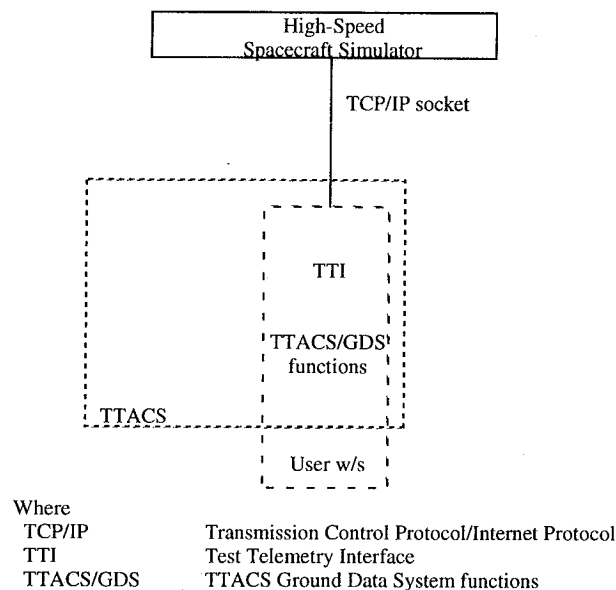 High-Speed
Spacecraft Simulator
TCP/IP socket
TTI
TTACS/GDS
functions
TTACS
User w/s
Where
TCP/IP Transmission Control Protocol/Internet Protocol
TTI Test Telemetry Interface
TTACS/GDS TTACS Ground Data System functions